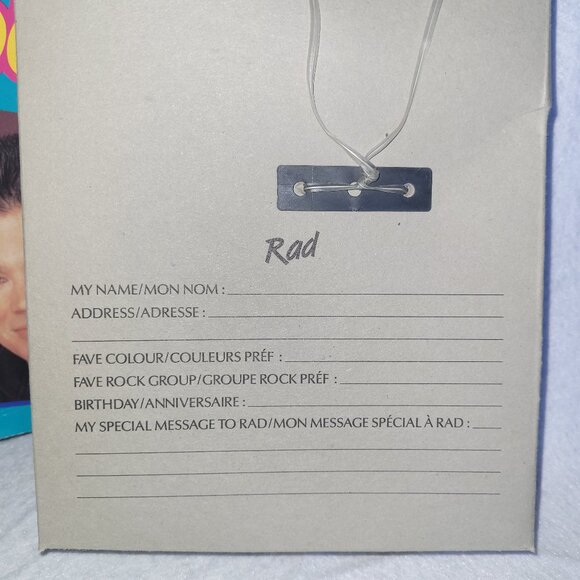 Rad
MY NAME/MON NOM :
ADDRESS/ADRESSE :
FAVE COLOUR/COULEURS PRÉF :
FAVE ROCK GROUP/GROUPE ROCK PRÉF :
BIRTHDAY/ANNIVERSAIRE :
MY SPECIAL MESSAGE TO RAD/MON MESSAGE SPÉCIAL À RAD :